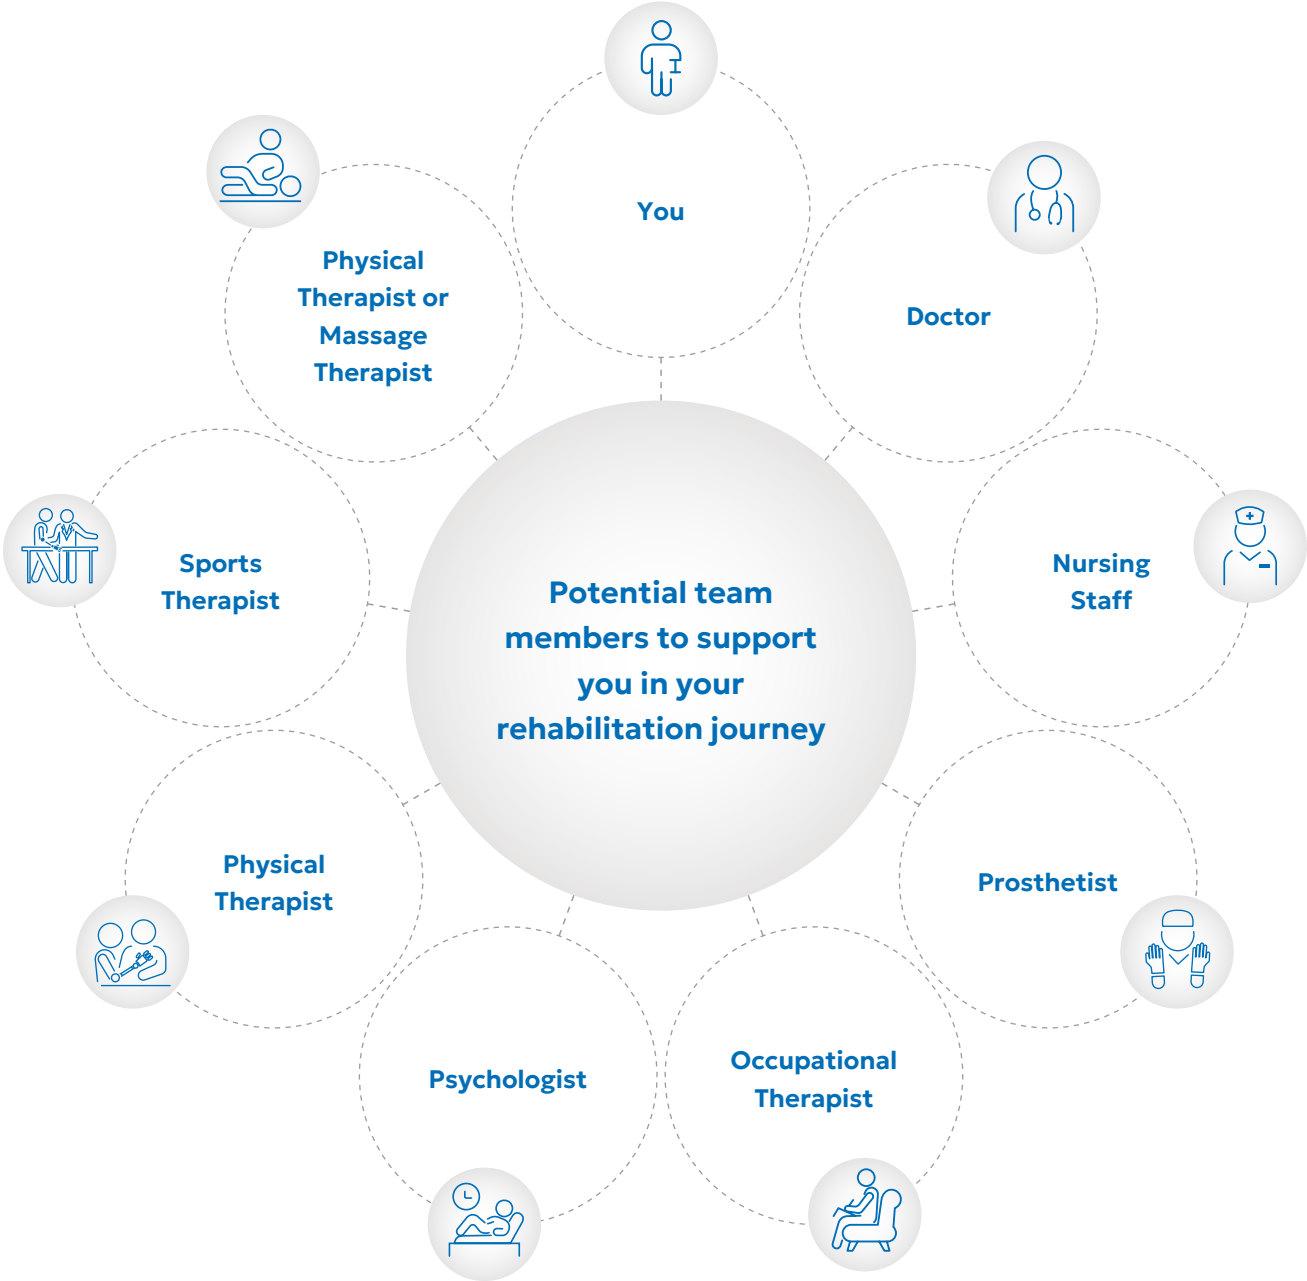 You
Doctor
Nursing
Staff
Prosthetist
Occupational
Therapist
Psychologist
Physical
Therapist
Sports
Therapist
Physical
Therapist or
Massage
Therapist
Potential team
members to support
you in your
rehabilitation journey